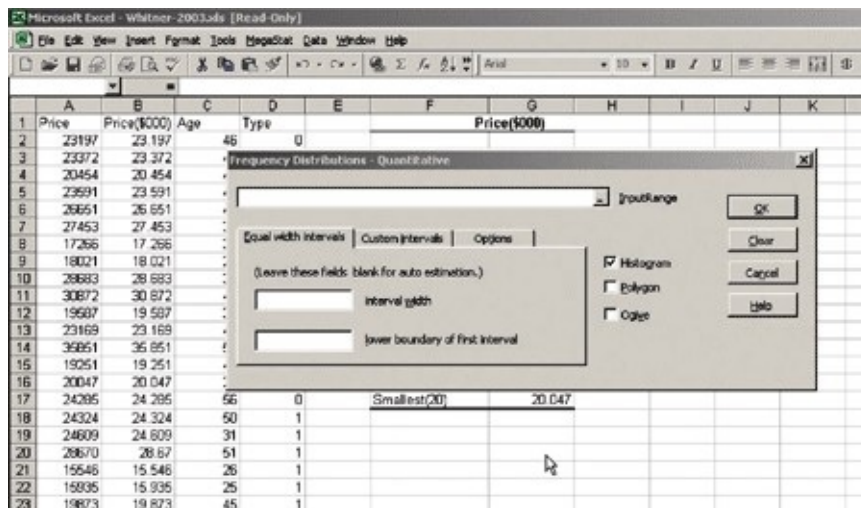 Microsoft Excel - Whitner-2003.xls [Read-Only]
File Edit View Insert Format Tools MegaStat Data Window Help
Arial 10 B I U
=
A B C D E F G H I J K
1 Price Price($000) Age Type Price($000)
2 23197 23.197 46 0
3 23372 23.372
4 20454 20.454
5 23591 23.591
6 26651 26.651
7 27453 27.453
8 17266 17.266
9 18021 18.021
10 28683 28.683
11 30872 30.872
12 19587 19.587
13 23169 23.169
14 35851 35.851
15 19251 19.251
16 20047 20.047
17 24285 24.285 56 0 Smallest(20) 20.047
18 24324 24.324 50 1
19 24609 24.609 31 1
20 28670 28.67 51 1
21 15546 15.546 26 1
22 15935 15.935 25 1
23 19873 19.873 45 1
Frequency Distributions - Quantitative
Input Range
OK
Equal width intervals Custom Intervals Options
Clear
(Leave these fields blank for auto estimation.)
Histogram
Cancel
interval width
Polygon
Help
Ogive
lower boundary of first interval